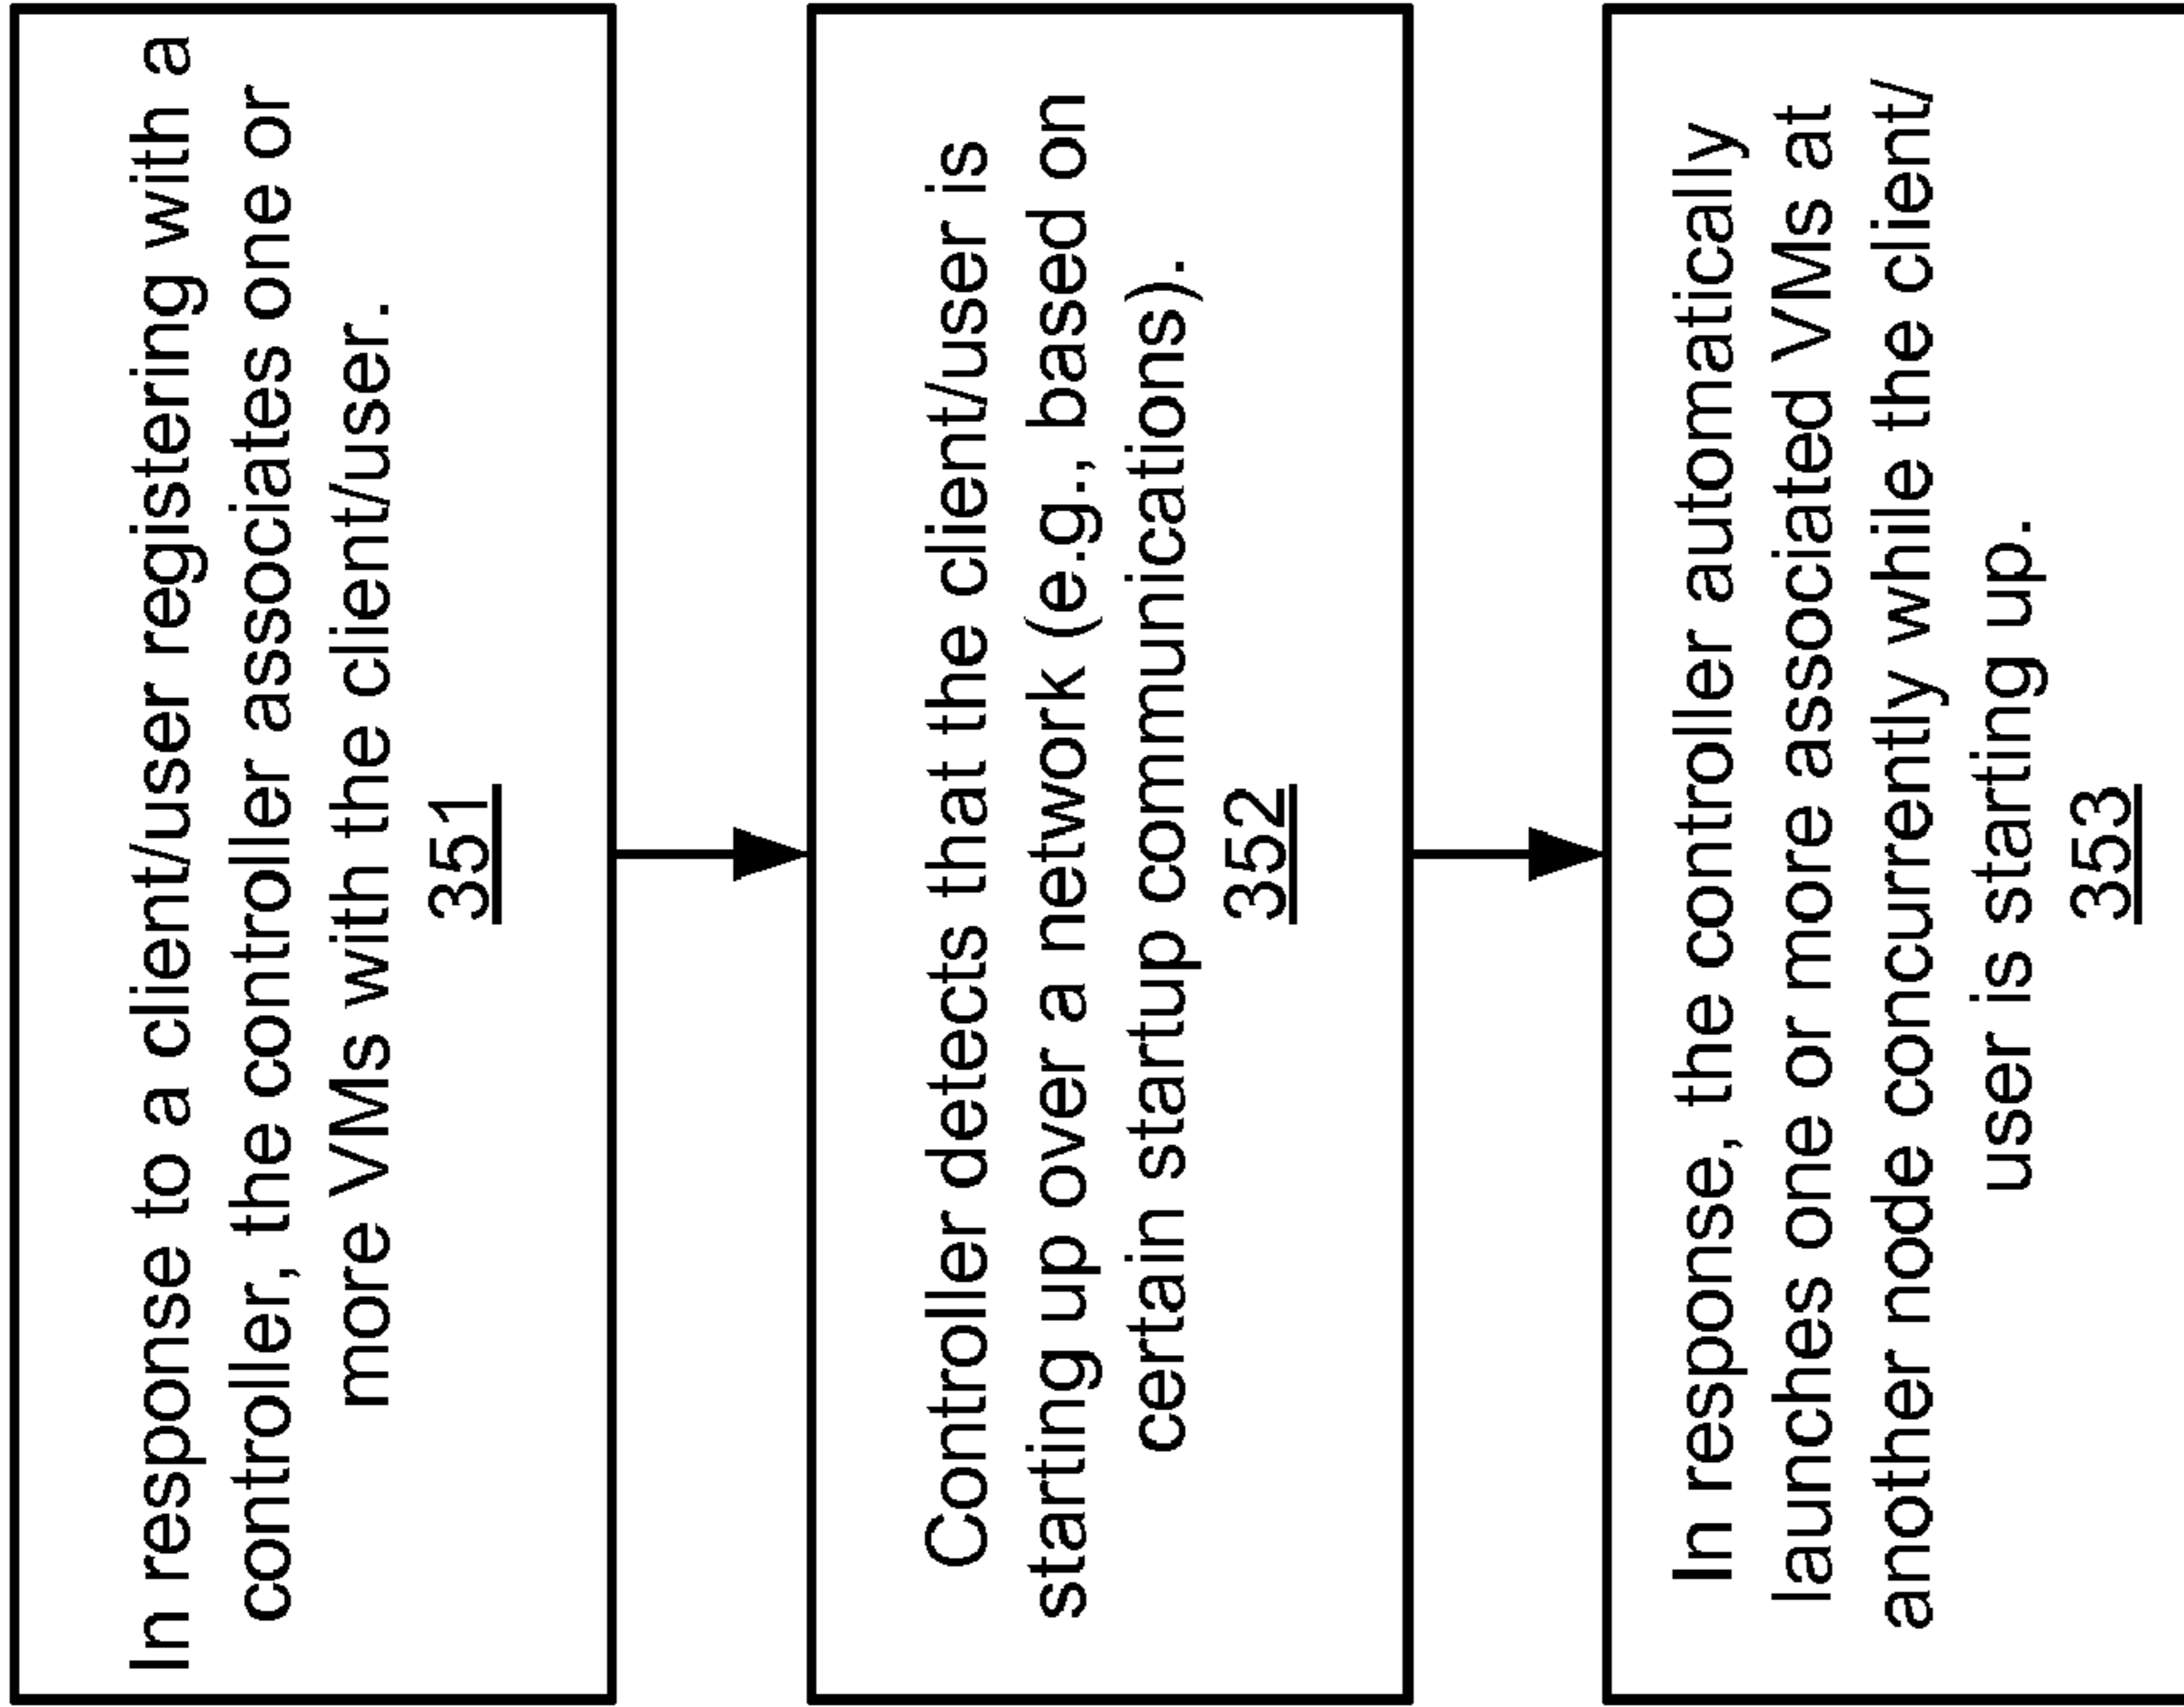 In response to a client/user registering with a
controller, the controller associates one or
more VMs with the client/user.
351
Controller detects that the client/user is
starting up over a network (e.g., based on
certain startup communications).
352
In response, the controller automatically
launches one or more associated VMs at
another node concurrently while the client/
user is starting up.
353